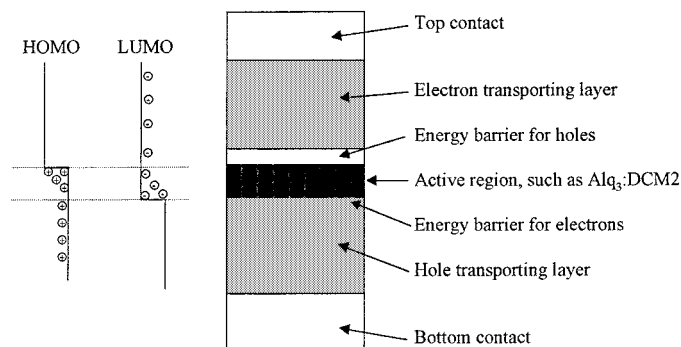 HOMO LUMO
Top contact
Electron transporting layer
Energy barrier for holes
Active region, such as Alq₃:DCM2
Energy barrier for electrons
Hole transporting layer
Bottom contact